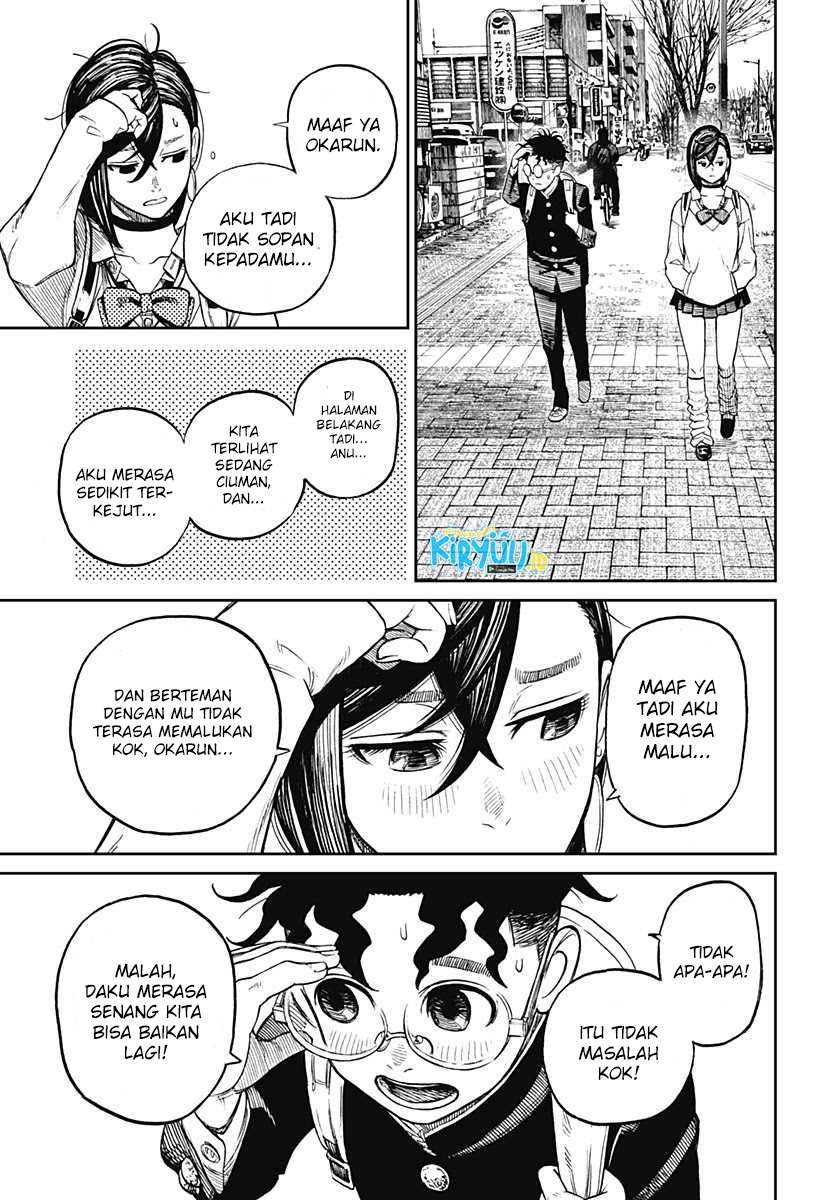 エッケン建設㈱
MAAF YA
OKARUN.
AKU TADI
TIDAK SOPAN
KEPADAMU...
DI
HALAMAN
BELAKANG
TADI...
ANU...
KITA
TERLIHAT
SEDANG
CIUMAN,
DAN...
AKU MERASA
SEDIKIT TER-
KEJUT...
KIRYUU.id
MAAF YA
TADI AKU
MERASA
MALU...
DAN BERTEMAN
DENGAN MU TIDAK
TERASA MEMALUKAN
KOK, OKARUN...
TIDAK
APA-APA!
ITU TIDAK
MASALAH
KOK!
MALAH,
DAKU MERASA
SENANG KITA
BISA BAIKAN
LAGI!